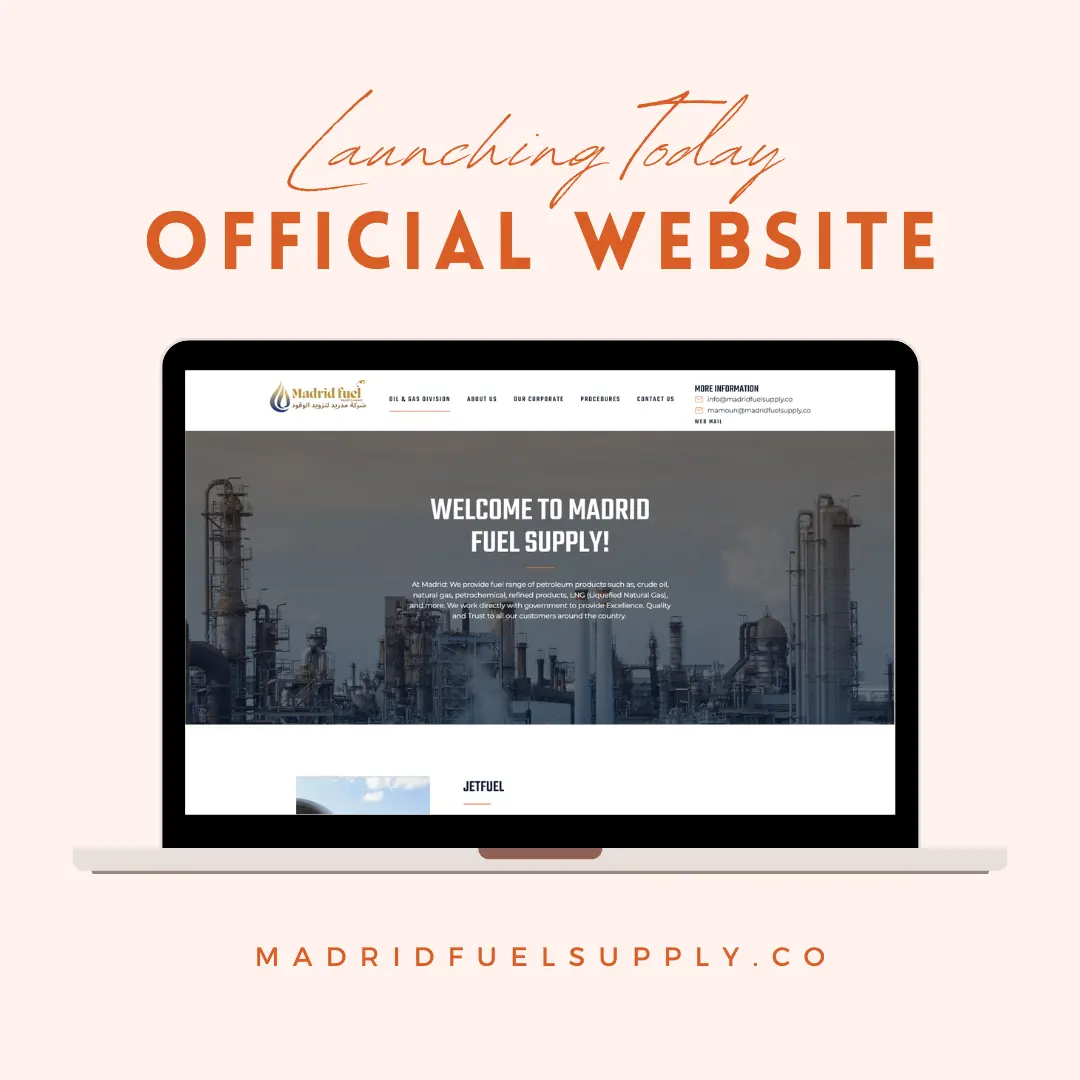 Launching Today
OFFICIAL WEBSITE
Madrid fuel
شركة مدريد لتزويد الوقود
OIL & GAS DIVISION
ABOUT US
OUR CORPORATE
PROCEDURES
CONTACT US
MORE INFORMATION
info@madridfuelsupply.co
mamoun@madridfuelsupply.co
WEB MAIL
WELCOME TO MADRID
FUEL SUPPLY!
At Madrid: We provide fuel range of petroleum products such as, crude oil,
natural gas, petrochemical, refined products, LNG (Liquefied Natural Gas),
and more. We work directly with government to provide Excellence. Quality
and Trust to all our customers around the country.
JETFUEL
MADRIDFUELSUPPLY.CO